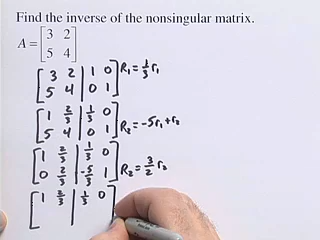 Find the inverse of the nonsingular matrix.
A = [3 2
5 4]
[3 2 | 1 0
5 4 | 0 1] R₁ = 1/3 r₁
[1 2/3 | 1/3 0
5 4 | 0 1] R₂ = -5r₁ + r₂
[1 2/3 | 1/3 0
0 2/3 | -5/3 1] R₂ = 3/2 r₂
[1 2/3 | 1/3 0